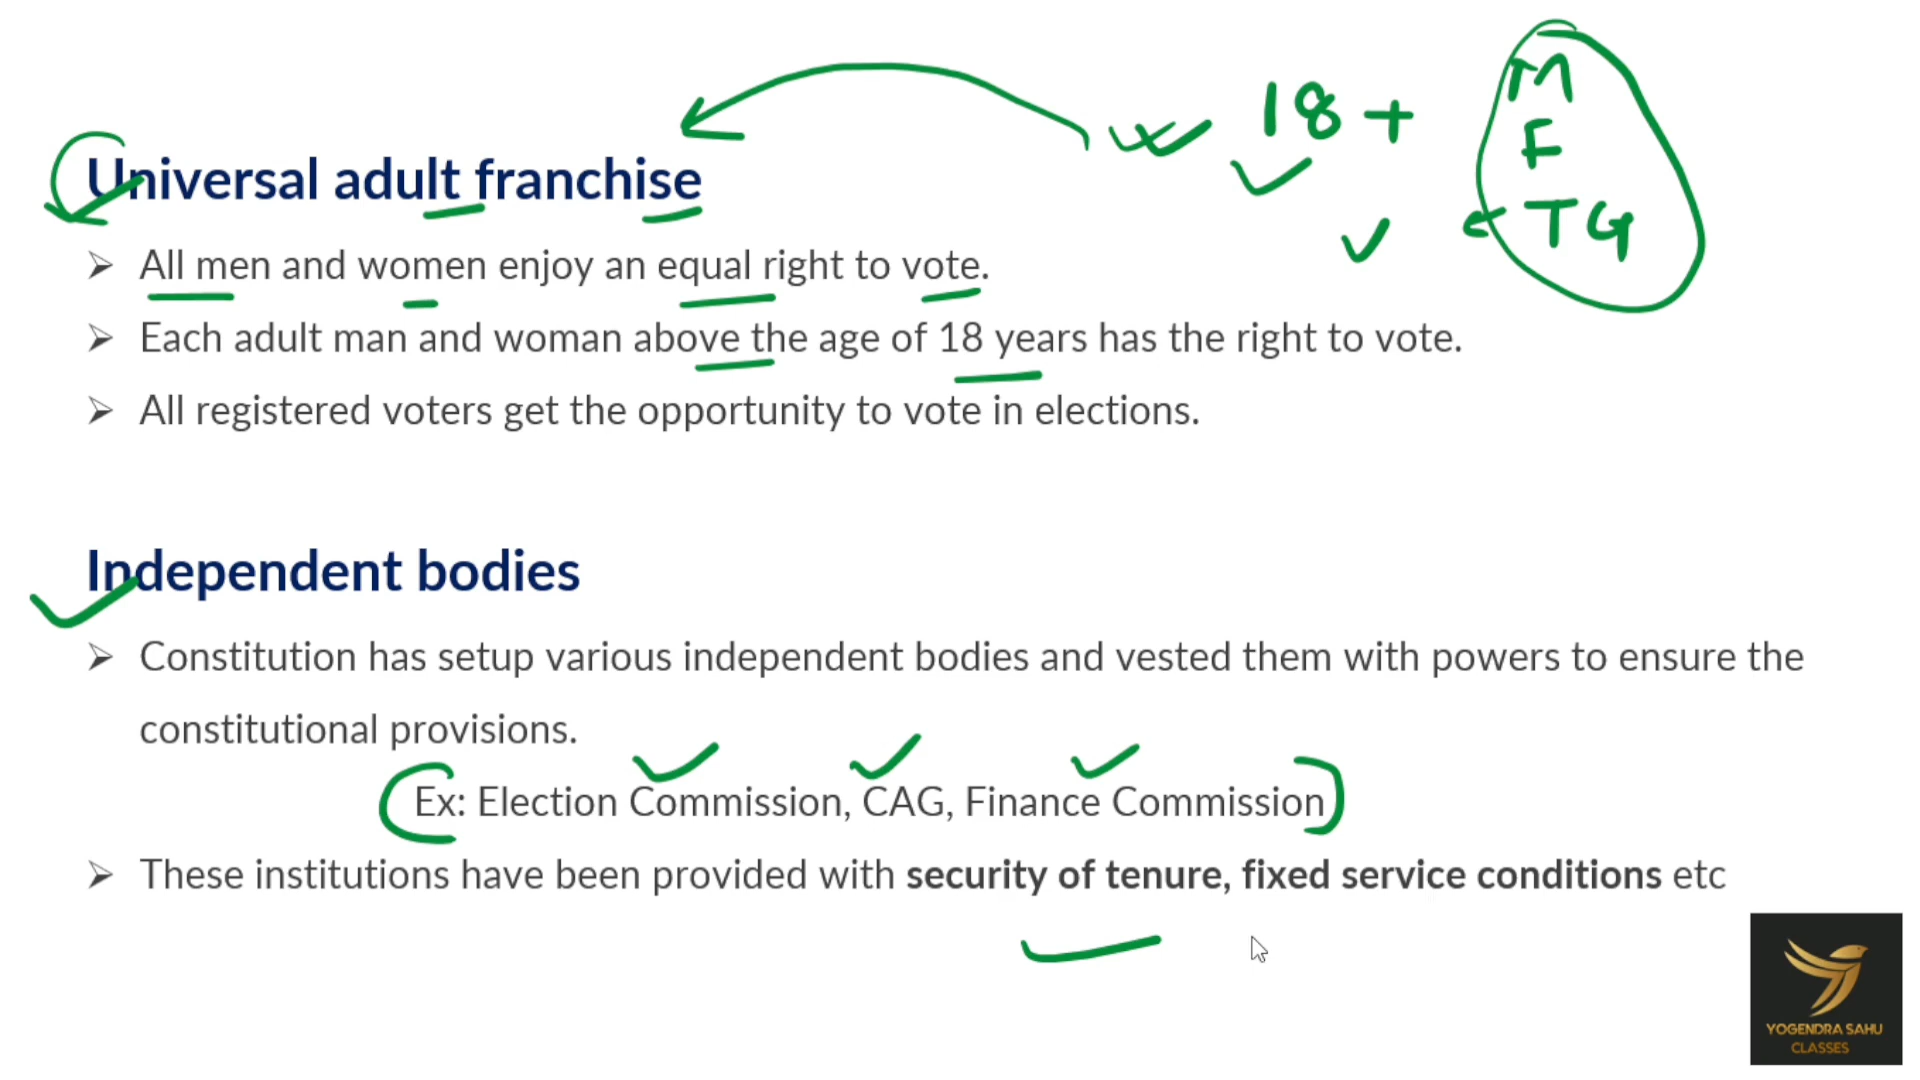 18 +
M
F
TG
Universal adult franchise
➢ All men and women enjoy an equal right to vote.
➢ Each adult man and woman above the age of 18 years has the right to vote.
➢ All registered voters get the opportunity to vote in elections.
Independent bodies
➢ Constitution has setup various independent bodies and vested them with powers to ensure the
constitutional provisions.
Ex: Election Commission, CAG, Finance Commission
➢ These institutions have been provided with security of tenure, fixed service conditions etc
YOGENDRA SAHU
CLASSES